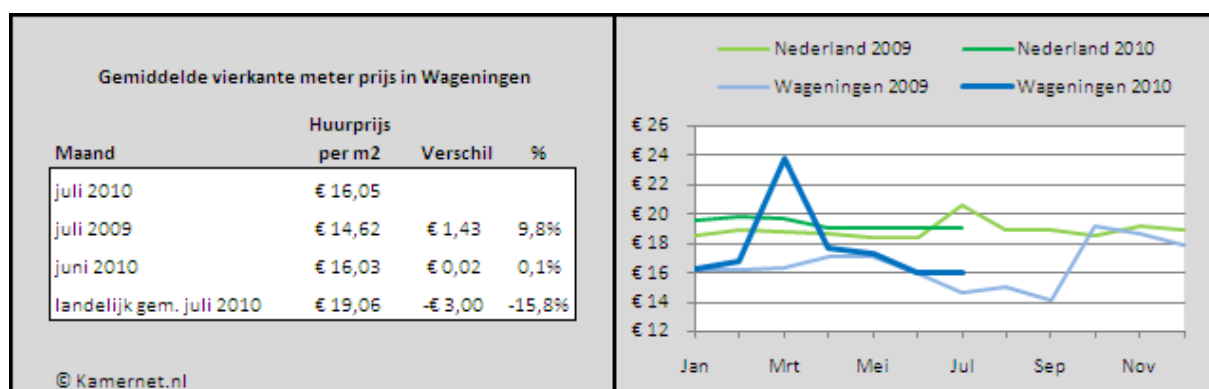 Gemiddelde vierkante meter prijs in Wageningen
Huurprijs
Maand per m2 Verschil %
juli 2010 € 16,05
juli 2009 € 14,62 € 1,43 9,8%
juni 2010 € 16,03 € 0,02 0,1%
landelijk gem. juli 2010 € 19,06 -€ 3,00 -15,8%
© Kamernet.nl
Nederland 2009 Nederland 2010
Wageningen 2009 Wageningen 2010
€ 26
€ 24
€ 22
€ 20
€ 18
€ 16
€ 14
€ 12
Jan Mrt Mei Jul Sep Nov